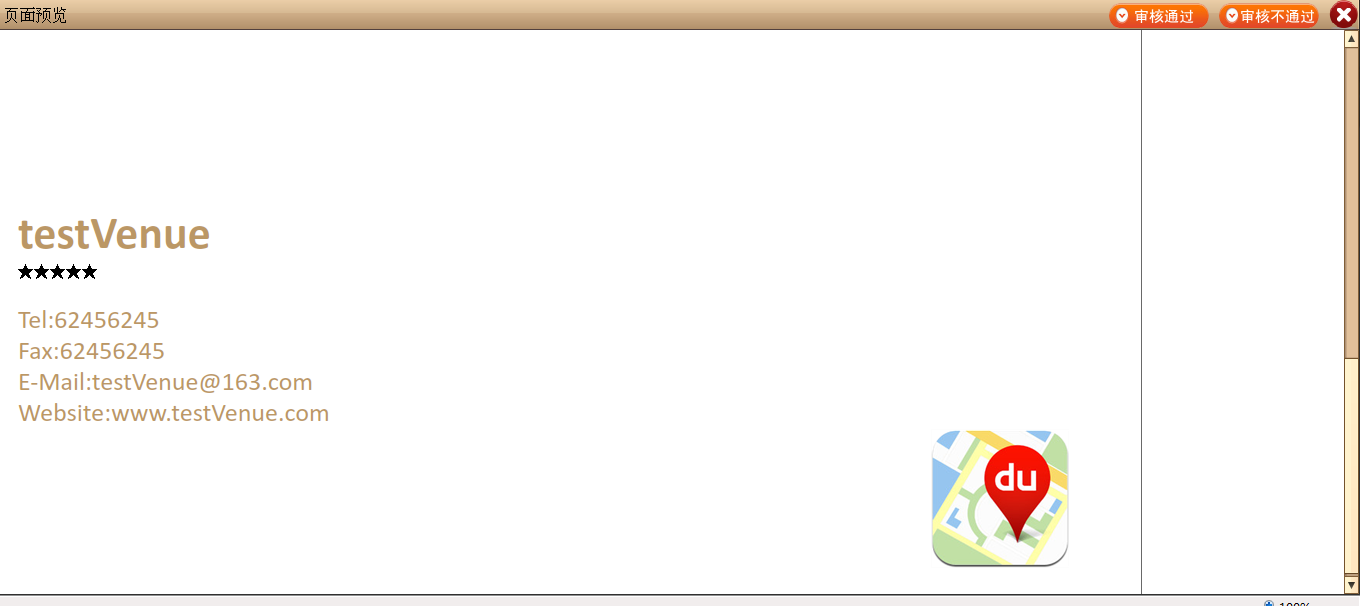 页面预览
审核通过
审核不通过
testVenue
★★★★★
Tel:62456245
Fax:62456245
E-Mail:testVenue@163.com
Website:www.testVenue.com
du
100%